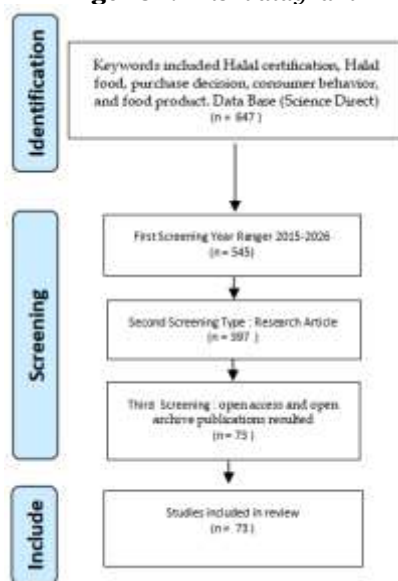 Identification
Keywords included Halal certification, Halal
food, purchase decision, consumer behavior,
and food product. Data Base (Science Direct)
(n = 647 )
Screening
First Screening Year Ranger 2015-2026
(n = 545)
Second Screening Type : Research Article
(n = 397 )
Third Screening : open access and open
archive publications resulted
(n = 73 )
Include
Studies included in review
(n = 73 )